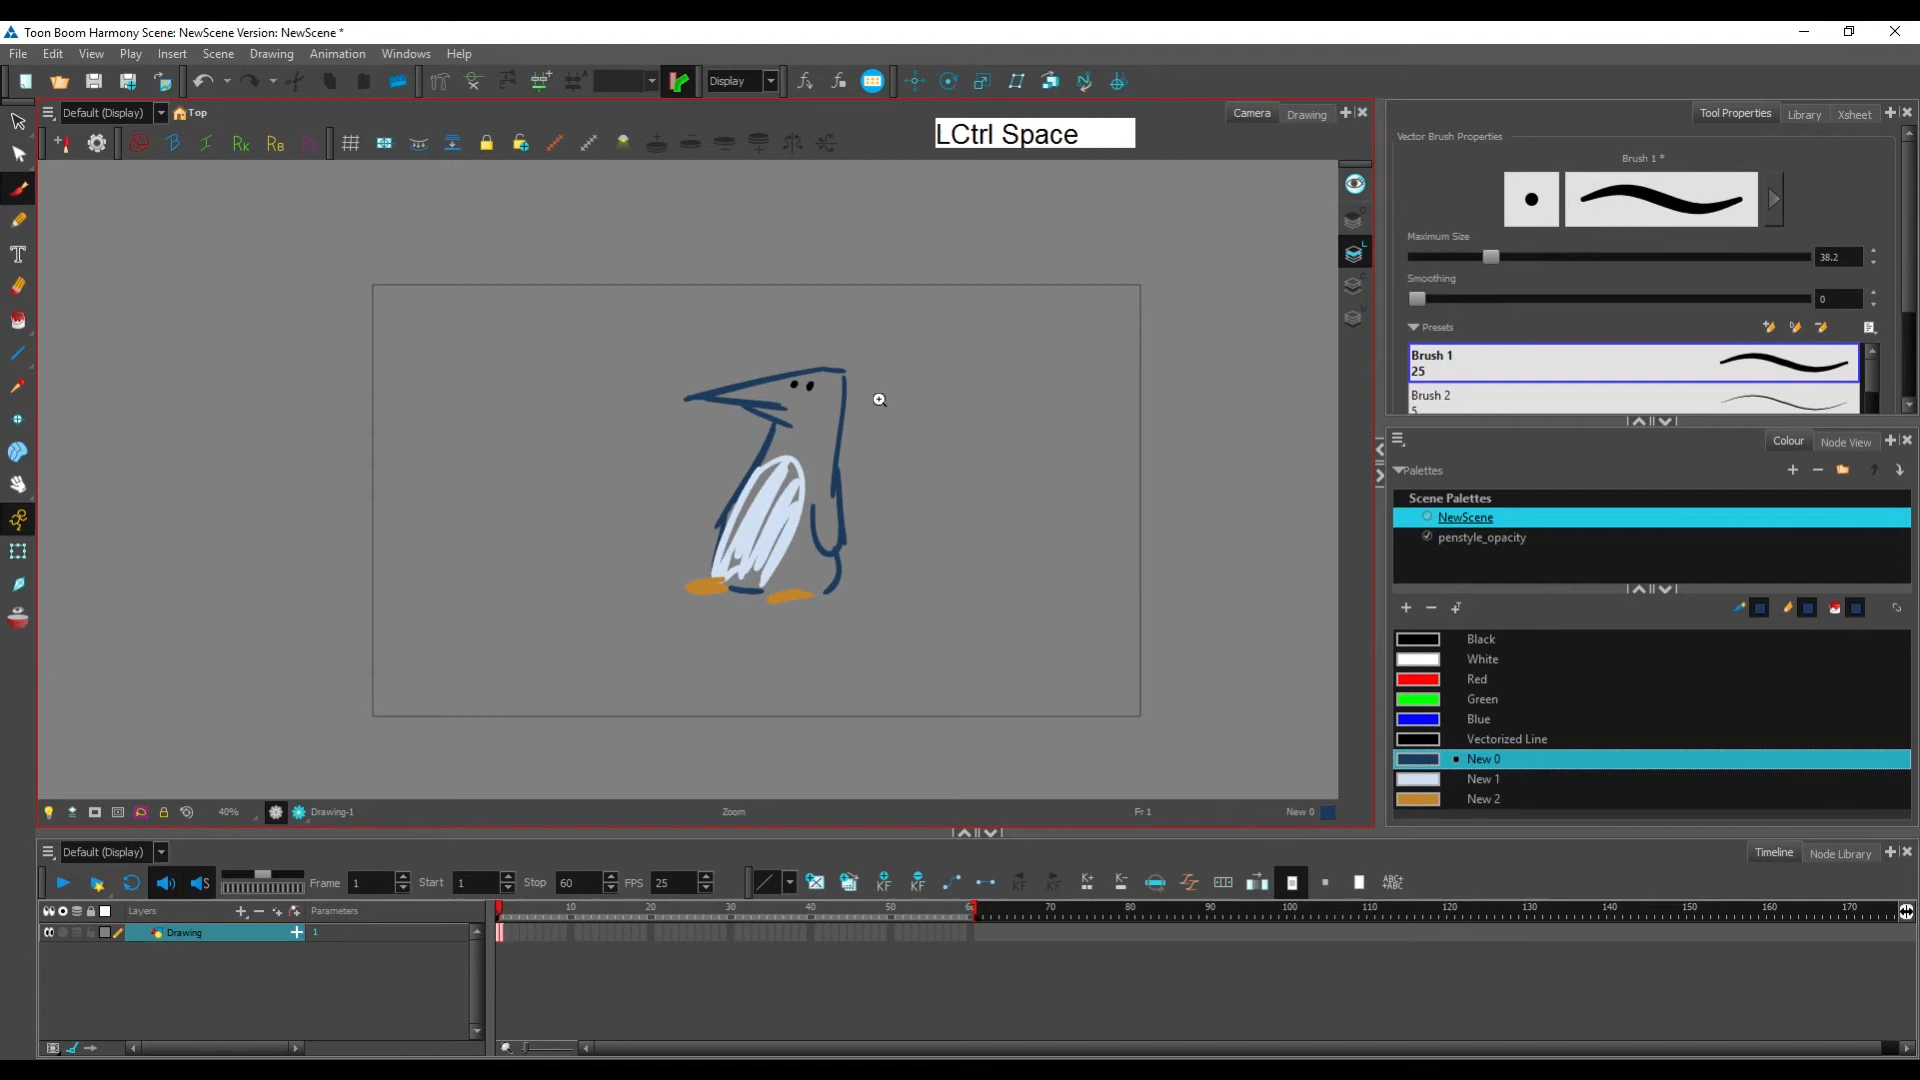 Toon Boom Harmony Scene: NewScene Version: NewScene *
File Edit View Play Insert Scene Drawing Animation Windows Help
Display
Default (Display) Top
Camera Drawing
LCtrl Space
Tool Properties Library Xsheet
Vector Brush Properties
Brush 1 *
Maximum Size
38.2
Smoothing
0
Presets
Brush 1
25
Brush 2
5
Colour Node View
Palettes
Scene Palettes
NewScene
penstyle_opacity
Black
White
Red
Green
Blue
Vectorized Line
New 0
New 1
New 2
40% Drawing-1 Zoom Fr 1 New 0
Default (Display)
Timeline Node Library
Frame 1 Start 1 Stop 60 FPS 25
Layers Parameters
10 20 30 40 50 60 70 80 90 100 110 120 130 140 150 160 170
Drawing 1